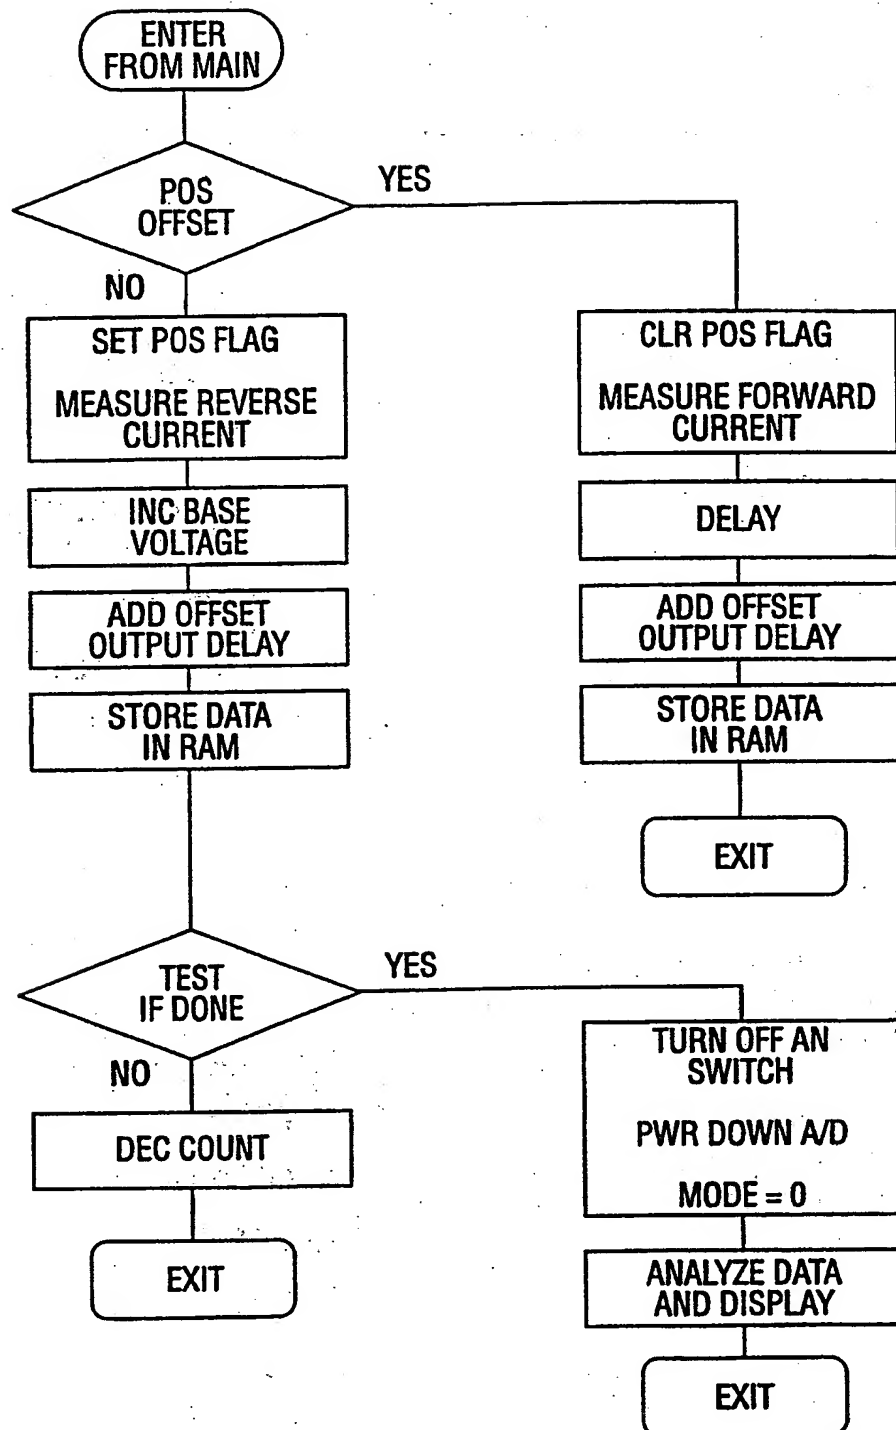 ENTER
FROM MAIN
POS
OFFSET
YES
NO
SET POS FLAG
MEASURE REVERSE
CURRENT
INC BASE
VOLTAGE
ADD OFFSET
OUTPUT DELAY
STORE DATA
IN RAM
CLR POS FLAG
MEASURE FORWARD
CURRENT
DELAY
ADD OFFSET
OUTPUT DELAY
STORE DATA
IN RAM
EXIT
TEST
IF DONE
YES
NO
DEC COUNT
EXIT
TURN OFF AN
SWITCH
PWR DOWN A/D
MODE = 0
ANALYZE DATA
AND DISPLAY
EXIT